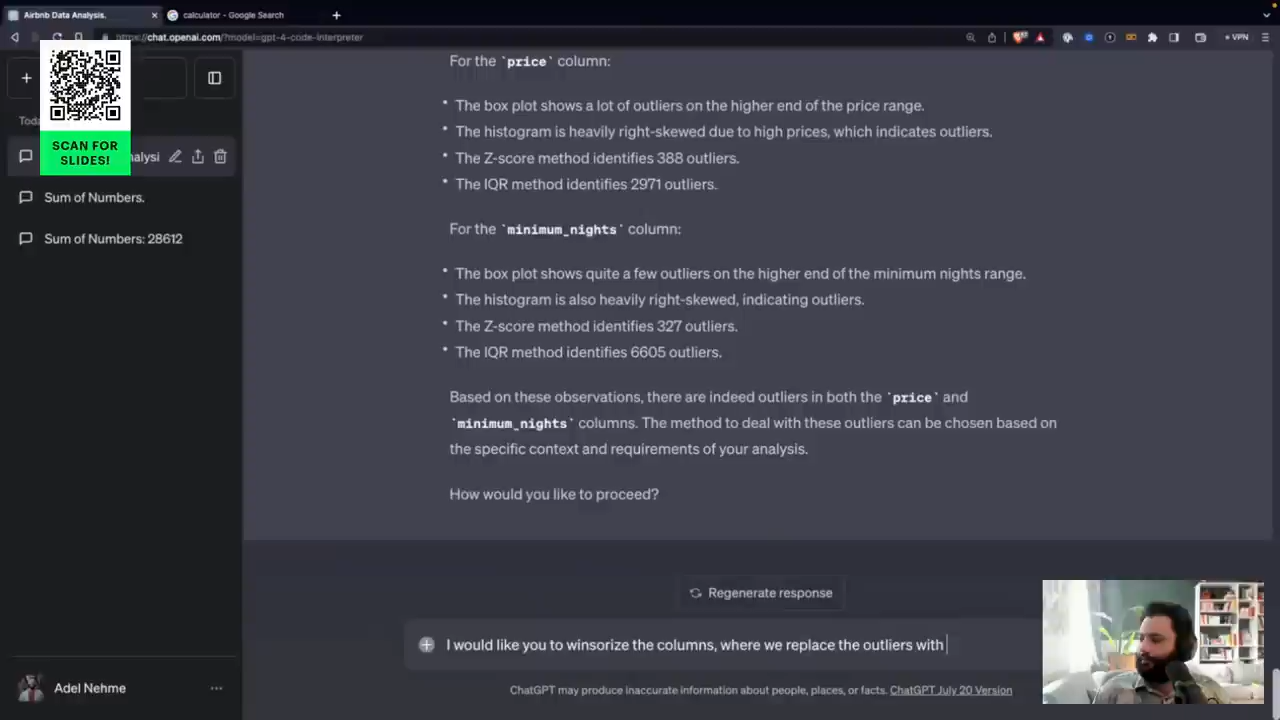 Airbnb Data Analysis.
calculator - Google Search
https://chat.openai.com/?model=gpt-4-code-interpreter
VPN
SCAN FOR
SLIDES!
nalysi
Sum of Numbers.
Sum of Numbers: 28612
Adel Nehme
For the `price` column:
The box plot shows a lot of outliers on the higher end of the price range.
The histogram is heavily right-skewed due to high prices, which indicates outliers.
The Z-score method identifies 388 outliers.
The IQR method identifies 2971 outliers.
For the `minimum_nights` column:
The box plot shows quite a few outliers on the higher end of the minimum nights range.
The histogram is also heavily right-skewed, indicating outliers.
The Z-score method identifies 327 outliers.
The IQR method identifies 6605 outliers.
Based on these observations, there are indeed outliers in both the `price` and
`minimum_nights` columns. The method to deal with these outliers can be chosen based on
the specific context and requirements of your analysis.
How would you like to proceed?
Regenerate response
I would like you to winsorize the columns, where we replace the outliers with
ChatGPT may produce inaccurate information about people, places, or facts. ChatGPT July 20 Version